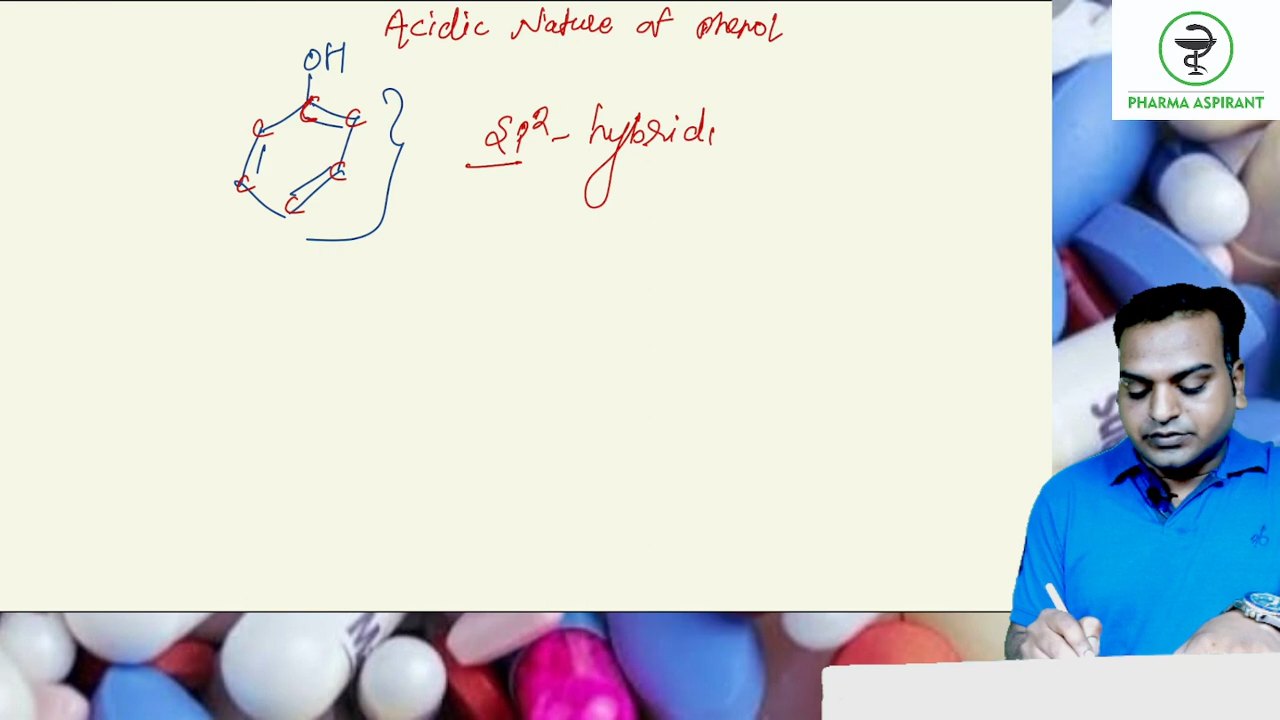 Acidic Nature of phenol
OH
C C
C
C
C
C
Sp²- hybridi
PHARMA ASPIRANT